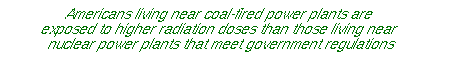 Americans living near coal-fired power plants are
exposed to higher radiation doses than those living near
nuclear power plants that meet government regulations